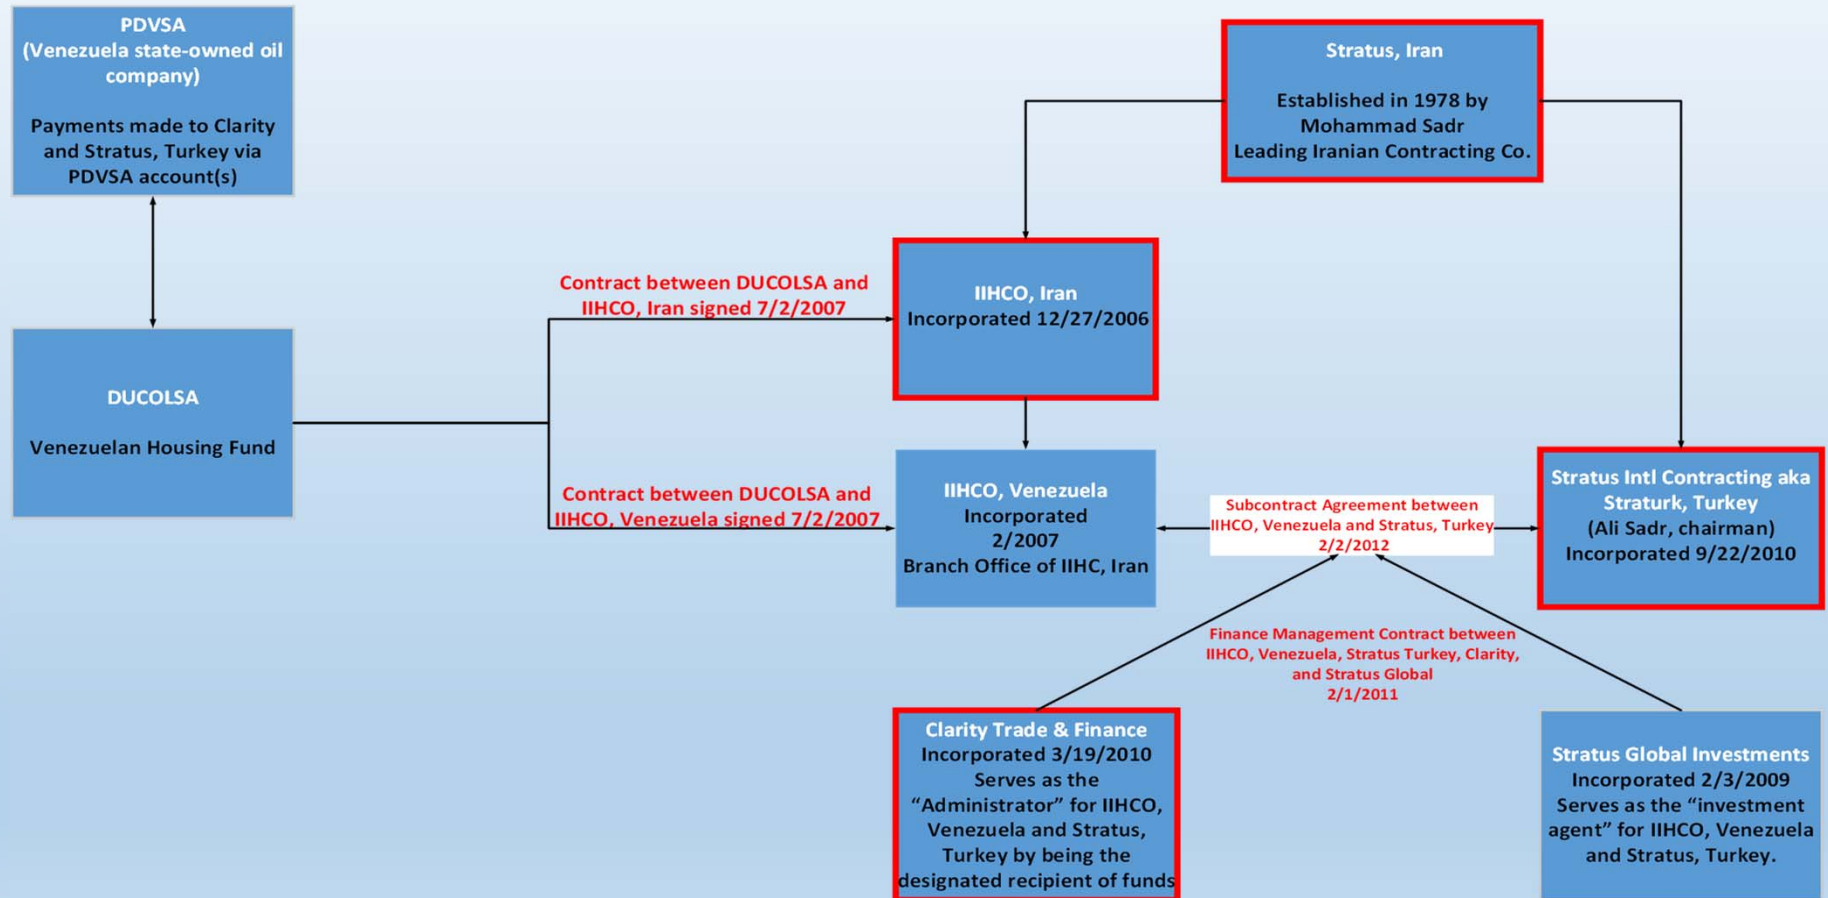 PDVSA
(Venezuela state-owned oil
company)
Payments made to Clarity
and Stratus, Turkey via
PDVSA account(s)
Stratus, Iran
Established in 1978 by
Mohammad Sadr
Leading Iranian Contracting Co.
Contract between DUCOLSA and
IIHCO, Iran signed 7/2/2007
IIHCO, Iran
Incorporated 12/27/2006
DUCOLSA
Venezuelan Housing Fund
Contract between DUCOLSA and
IIHCO, Venezuela signed 7/2/2007
IIHCO, Venezuela
Incorporated
2/2007
Branch Office of IIHC, Iran
Subcontract Agreement between
IIHCO, Venezuela and Stratus, Turkey
2/2/2012
Stratus Intl Contracting aka
Straturk, Turkey
(Ali Sadr, chairman)
Incorporated 9/22/2010
Finance Management Contract between
IIHCO, Venezuela, Stratus Turkey, Clarity,
and Stratus Global
2/1/2011
Clarity Trade & Finance
Incorporated 3/19/2010
Serves as the
“Administrator” for IIHCO,
Venezuela and Stratus,
Turkey by being the
designated recipient of funds
Stratus Global Investments
Incorporated 2/3/2009
Serves as the “investment
agent” for IIHCO, Venezuela
and Stratus, Turkey.